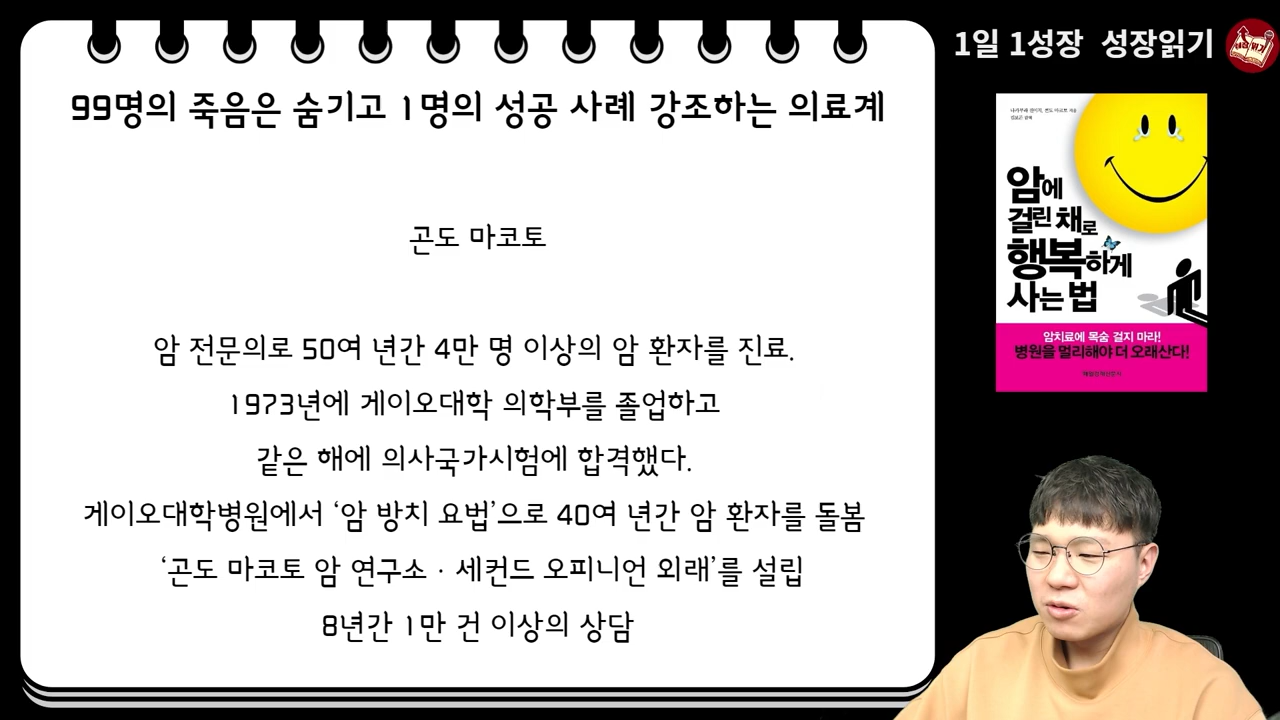 99명의 죽음은 숨기고 1명의 성공 사례 강조하는 의료계
곤도 마코토
암 전문의로 50여 년간 4만 명 이상의 암 환자를 진료.
1973년에 게이오대학 의학부를 졸업하고
같은 해에 의사국가시험에 합격했다.
게이오대학병원에서 ‘암 방치 요법’으로 40여 년간 암 환자를 돌봄
‘곤도 마코토 암 연구소 · 세컨드 오피니언 외래’를 설립
8년간 1만 건 이상의 상담
1일 1성장 성장읽기
암에
걸린 채로
행복하게
사는 법
암치료에 목숨 걸지 마라!
병원을 멀리해야 더 오래산다!